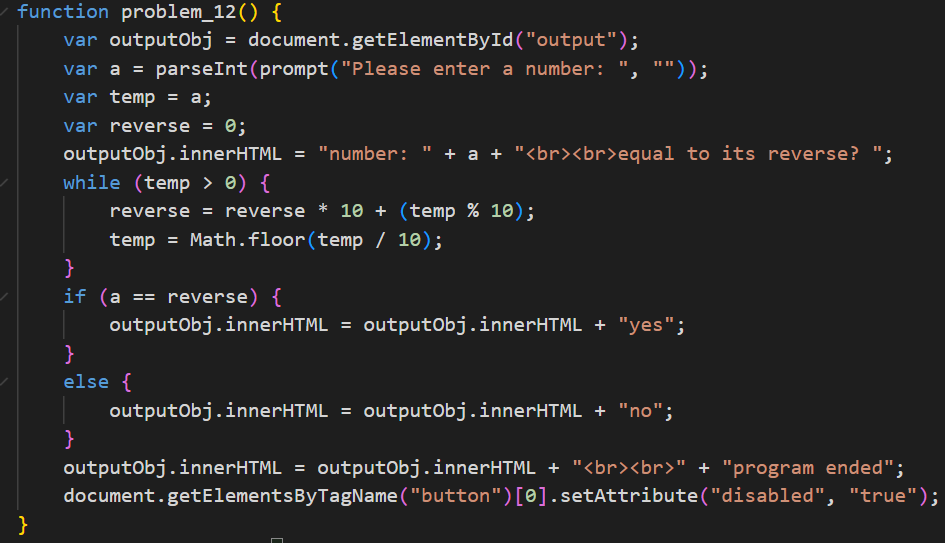 function problem_12() {
    var outputObj = document.getElementById("output");
    var a = parseInt(prompt("Please enter a number: ", ""));
    var temp = a;
    var reverse = 0;
    outputObj.innerHTML = "number: " + a + "<br><br>equal to its reverse? ";
    while (temp > 0) {
        reverse = reverse * 10 + (temp % 10);
        temp = Math.floor(temp / 10);
    }
    if (a == reverse) {
        outputObj.innerHTML = outputObj.innerHTML + "yes";
    }
    else {
        outputObj.innerHTML = outputObj.innerHTML + "no";
    }
    outputObj.innerHTML = outputObj.innerHTML + "<br><br>" + "program ended";
    document.getElementsByTagName("button")[0].setAttribute("disabled", "true");
}